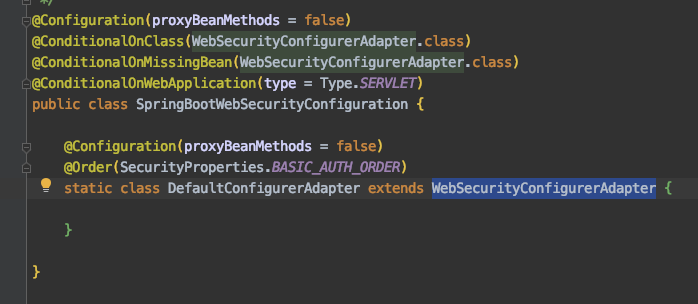 */
@Configuration(proxyBeanMethods = false)
@ConditionalOnClass(WebSecurityConfigurerAdapter.class)
@ConditionalOnMissingBean(WebSecurityConfigurerAdapter.class)
@ConditionalOnWebApplication(type = Type.SERVLET)
public class SpringBootWebSecurityConfiguration {
@Configuration(proxyBeanMethods = false)
@Order(SecurityProperties.BASIC_AUTH_ORDER)
static class DefaultConfigurerAdapter extends WebSecurityConfigurerAdapter {
}
}